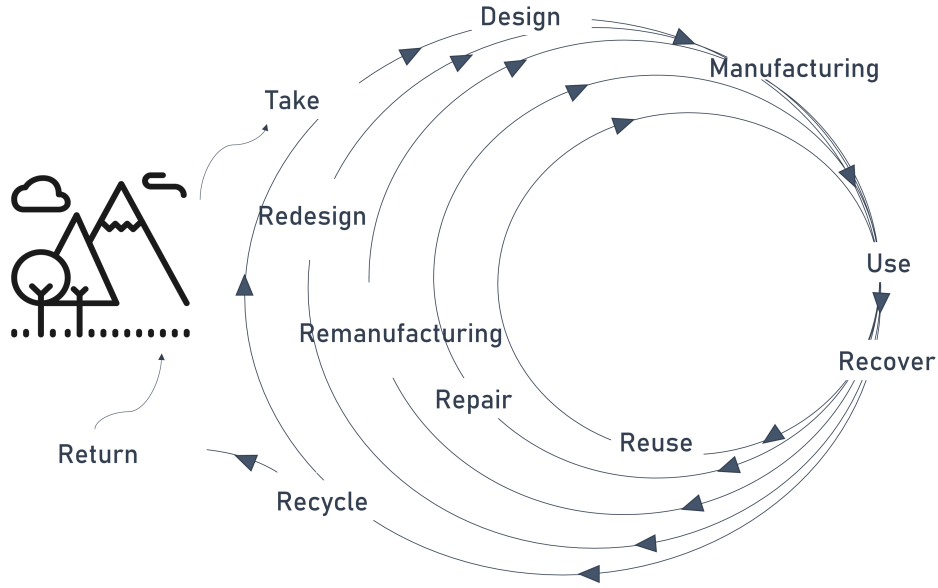 Design
Manufacturing
Take
Redesign
Use
Remanufacturing
Recover
Repair
Reuse
Return
Recycle